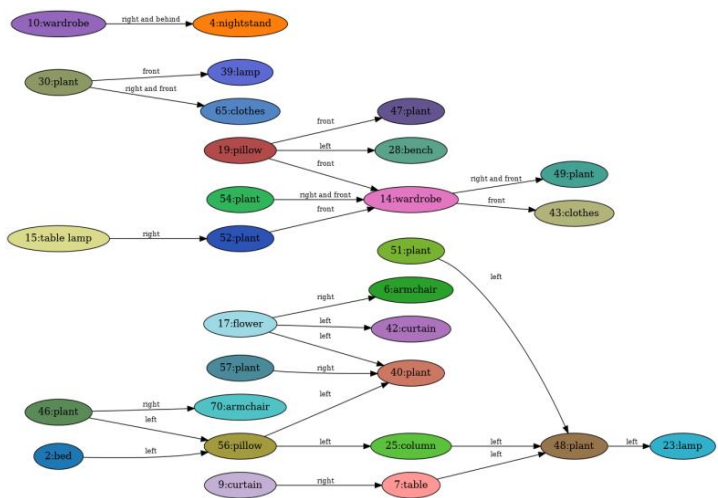 10:wardrobe right and behind 4:nightstand
front 39:lamp
30:plant
right and front 65:clothes
front 47:plant
19:pillow left 28:bench
front
54:plant right and front 14:wardrobe right and front 49:plant
front 43:clothes
15:table lamp right 52:plant front
51:plant
left
right 6:armchair
17:flower left 42:curtain
left
57:plant right 40:plant
left
46:plant right 70:armchair
left
2:bed left 56:pillow left 25:column left 48:plant left 23:lamp
left
9:curtain right 7:table